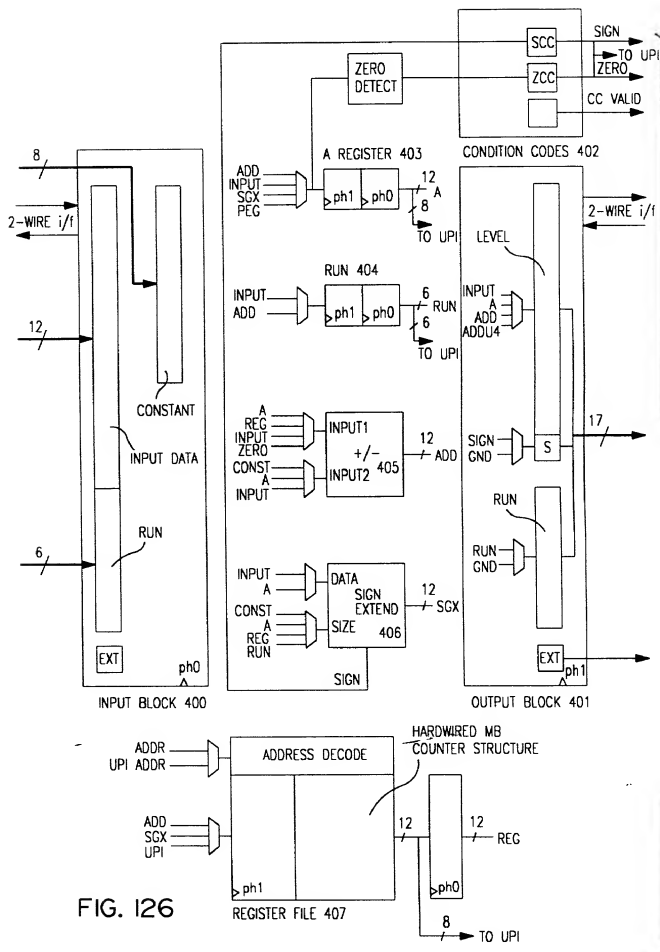 SCC
SIGN
TO UPI
ZERO
DETECT
ZCC
ZERO
CC VALID
CONDITION CODES 402
8
2-WIRE i/f
12
CONSTANT
INPUT DATA
RUN
6
EXT
ph0
INPUT BLOCK 400
A REGISTER 403
ADD
INPUT
SGX
PEG
ph1
ph0
12
A
8
TO UPI
RUN 404
INPUT
ADD
ph1
ph0
6
RUN
6
TO UPI
A
REG
INPUT
ZERO
CONST
A
INPUT
INPUT1
+/-
405
INPUT2
12
ADD
INPUT
A
CONST
A
REG
RUN
DATA
SIGN
EXTEND
SIZE
406
12
SGX
SIGN
2-WIRE i/f
LEVEL
INPUT
A
ADD
ADDU4
SIGN
GND
S
17
RUN
RUN
GND
EXT
ph1
OUTPUT BLOCK 401
HARDWIRED MB
COUNTER STRUCTURE
ADDR
UPI ADDR
ADDRESS DECODE
ADD
SGX
UPI
ph1
12
ph0
12
REG
8
TO UPI
REGISTER FILE 407
FIG. 126